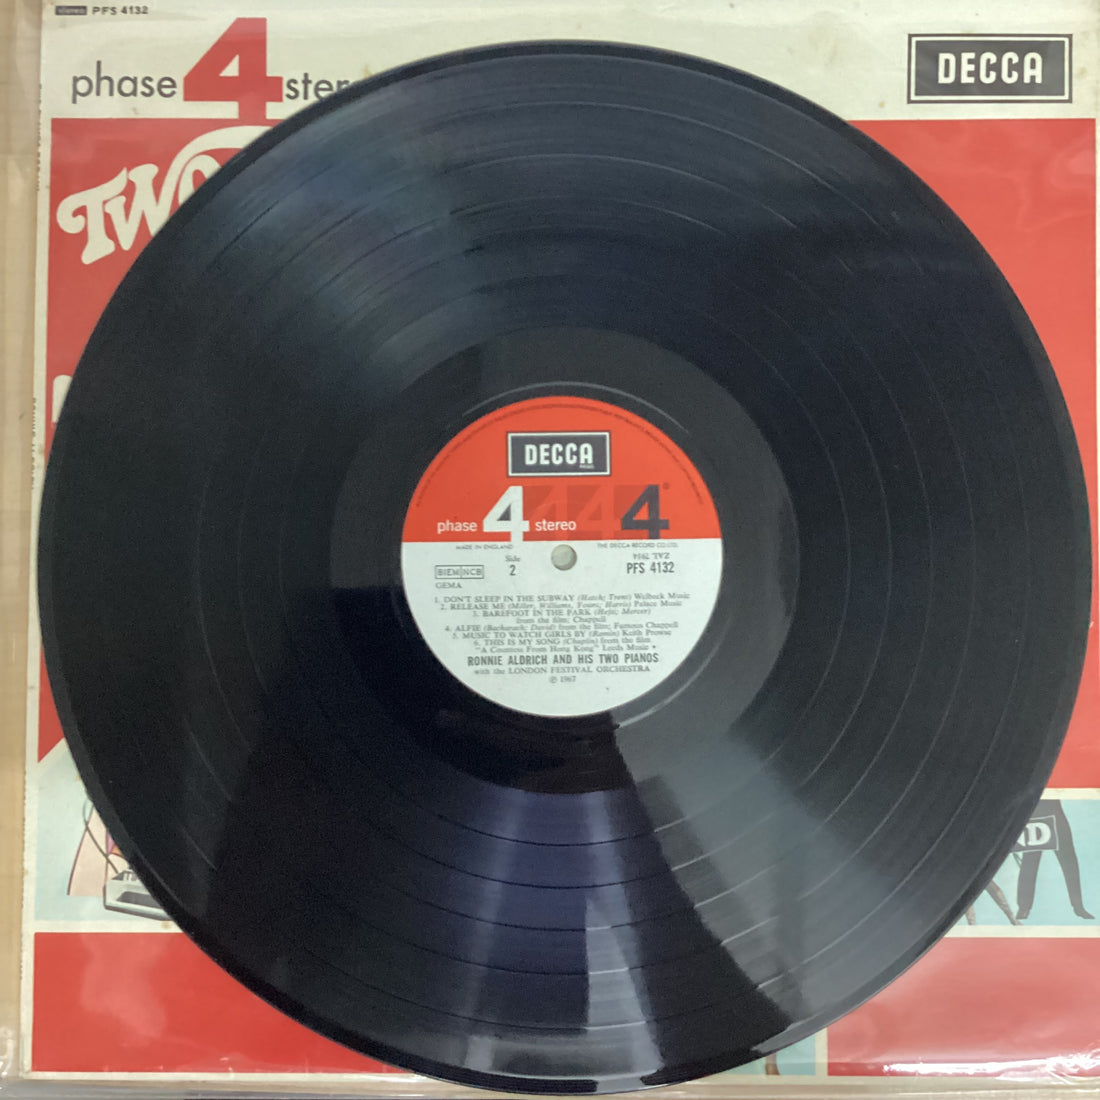 stereo PFS 4132
phase 4 stere
DECCA
TWO
DECCA
phase 4 stereo 4
MADE IN ENGLAND
THE DECCA RECORD CO. LTD.
Side
2
BIEM NCB
GEMA
PFS 4132
1. DON'T SLEEP IN THE SUBWAY (Hatch; Trent) Welbeck Music
2. RELEASE ME (Miller, Williams, Yount; Harris) Palace Music
3. BAREFOOT IN THE PARK (Hefti; Mercer)
from the film; Chappell
4. ALFIE (Bacharach; David) from the film; Famous Chappell
5. MUSIC TO WATCH GIRLS BY (Ramin) Keith Prowse
6. THIS IS MY SONG (Chaplin) from the film
"A Countess From Hong Kong" Leeds Music
RONNIE ALDRICH AND HIS TWO PIANOS
with the LONDON FESTIVAL ORCHESTRA
℗ 1967
D